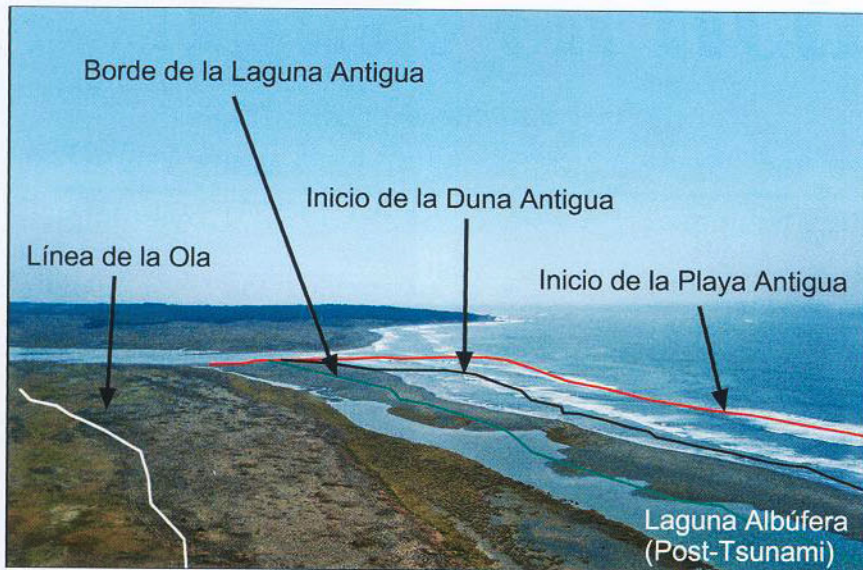 Borde de la Laguna Antigua
Inicio de la Duna Antigua
Línea de la Ola
Inicio de la Playa Antigua
Laguna Albúfera
(Post-Tsunami)